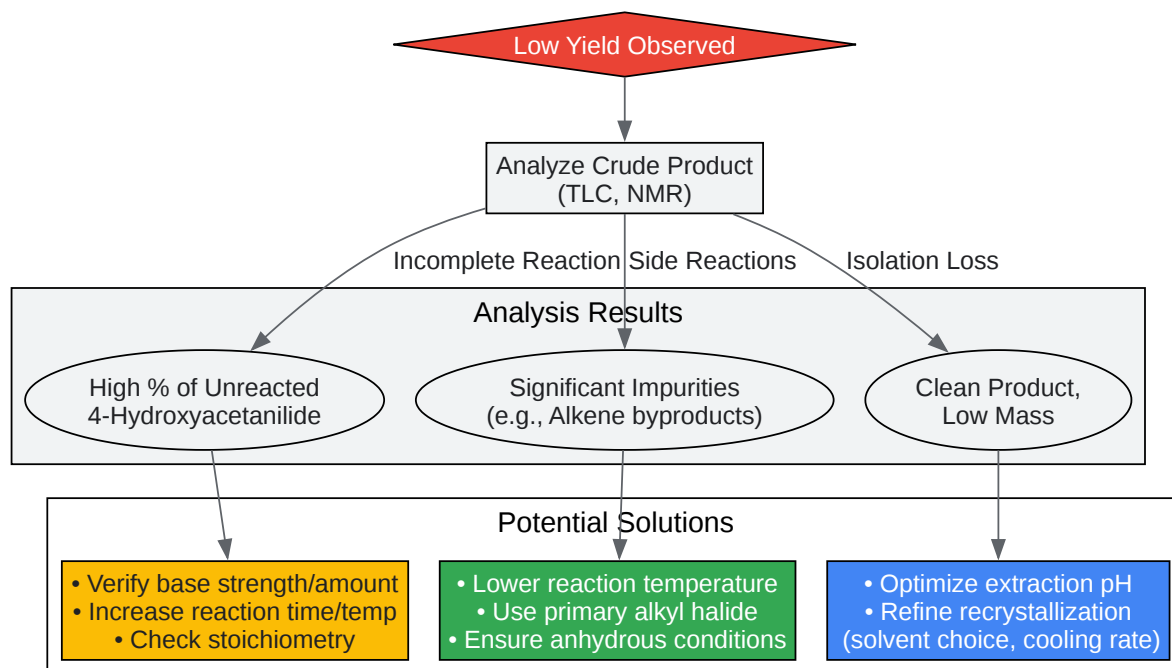 Low Yield Observed
Analyze Crude Product
(TLC, NMR)
Incomplete Reaction
Side Reactions
Isolation Loss
Analysis Results
High % of Unreacted
4-Hydroxyacetanilide
Significant Impurities
(e.g., Alkene byproducts)
Clean Product,
Low Mass
Potential Solutions
• Verify base strength/amount
• Increase reaction time/temp
• Check stoichiometry
• Lower reaction temperature
• Use primary alkyl halide
• Ensure anhydrous conditions
• Optimize extraction pH
• Refine recrystallization
(solvent choice, cooling rate)